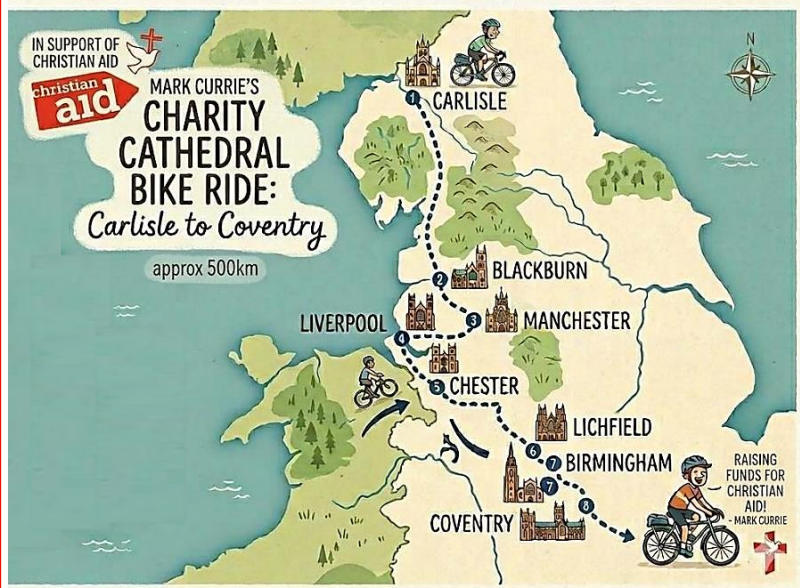 IN SUPPORT OF
CHRISTIAN AID
christian
aid
MARK CURRIE'S
CHARITY
CATHEDRAL
BIKE RIDE:
Carlisle to Coventry
approx 500km
N
1
CARLISLE
2
BLACKBURN
LIVERPOOL
3
MANCHESTER
4
5
CHESTER
LICHFIELD
6
7
BIRMINGHAM
7
8
COVENTRY
RAISING
FUNDS FOR
CHRISTIAN
AID!
- MARK CURRIE